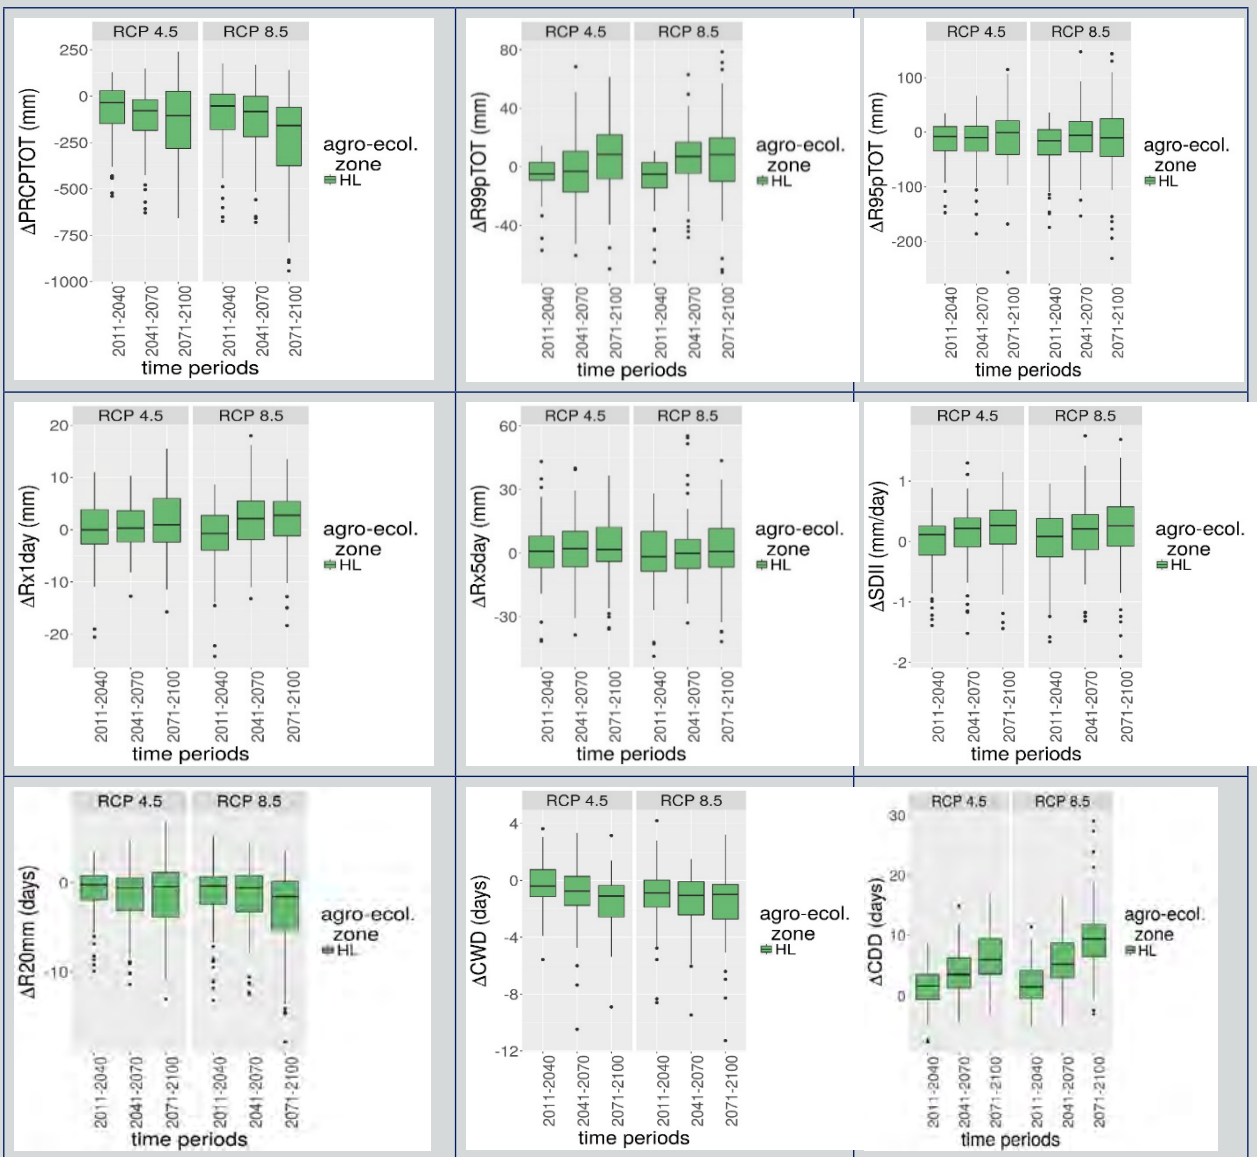 RCP 4.5 RCP 8.5
250
0
-250
-500
-750
-1000
ΔPRCPTOT (mm)
2011-2040
2041-2070
2071-2100
2011-2040
2041-2070
2071-2100
time periods
agro-ecol.
zone
HL
RCP 4.5 RCP 8.5
80
40
0
-40
ΔR99pTOT (mm)
2011-2040
2041-2070
2071-2100
2011-2040
2041-2070
2071-2100
time periods
agro-ecol.
zone
HL
RCP 4.5 RCP 8.5
100
0
-100
-200
ΔR95pTOT (mm)
2011-2040
2041-2070
2071-2100
2011-2040
2041-2070
2071-2100
time periods
agro-ecol.
zone
HL
RCP 4.5 RCP 8.5
20
10
0
-10
-20
ΔRx1day (mm)
2011-2040
2041-2070
2071-2100
2011-2040
2041-2070
2071-2100
time periods
agro-ecol.
zone
HL
RCP 4.5 RCP 8.5
60
30
0
-30
ΔRx5day (mm)
2011-2040
2041-2070
2071-2100
2011-2040
2041-2070
2071-2100
time periods
agro-ecol.
zone
HL
RCP 4.5 RCP 8.5
1
0
-1
-2
ΔSDII (mm/day)
2011-2040
2041-2070
2071-2100
2011-2040
2041-2070
2071-2100
time periods
agro-ecol.
zone
HL
RCP 4.5 RCP 8.5
0
-10
ΔR20mm (days)
2011-2040
2041-2070
2071-2100
2011-2040
2041-2070
2071-2100
time periods
agro-ecol.
zone
HL
RCP 4.5 RCP 8.5
4
0
-4
-8
-12
ΔCWD (days)
2011-2040
2041-2070
2071-2100
2011-2040
2041-2070
2071-2100
time periods
agro-ecol.
zone
HL
RCP 4.5 RCP 8.5
30
20
10
0
ΔCDD (days)
2011-2040
2041-2070
2071-2100
2011-2040
2041-2070
2071-2100
time periods
agro-ecol.
zone
HL